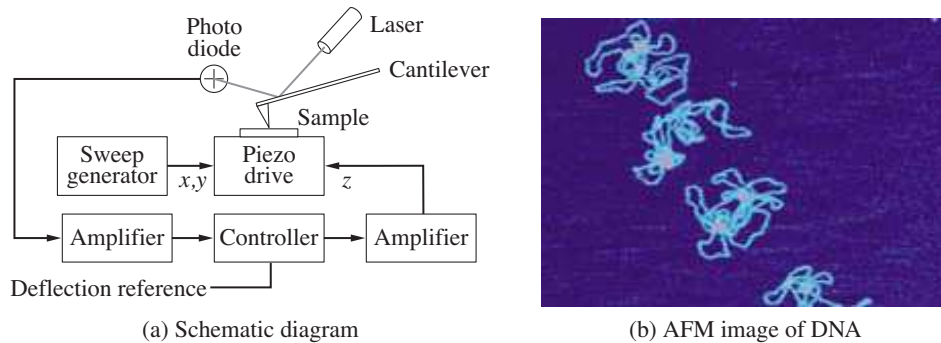 Photo
diode
Laser
Cantilever
Sample
Sweep
generator
x,y
Piezo
drive
z
Amplifier
Controller
Amplifier
Deflection reference
(a) Schematic diagram
(b) AFM image of DNA